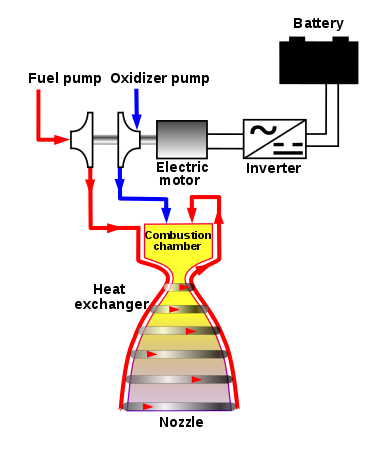 Battery
Fuel pump
Oxidizer pump
Electric
motor
Inverter
Combustion
chamber
Heat
exchanger
Nozzle